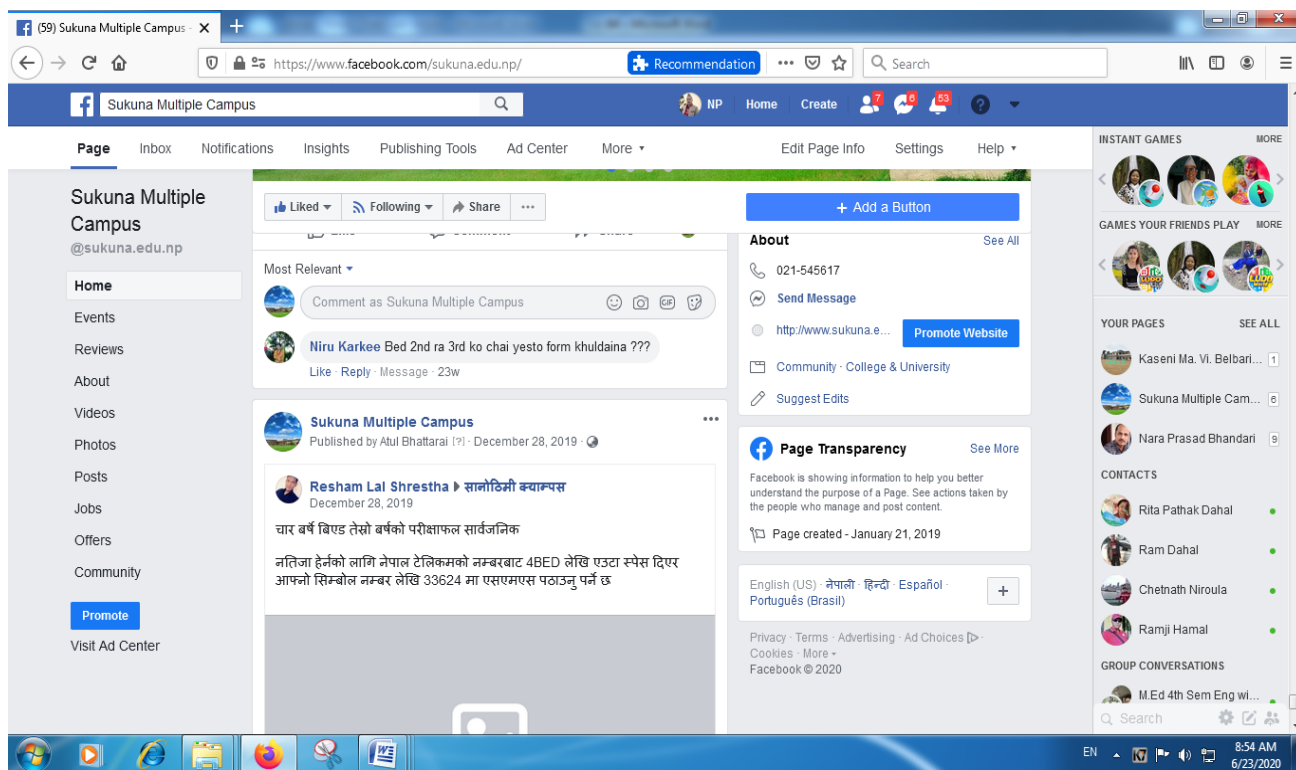 (59) Sukuna Multiple Campus -
https://www.facebook.com/sukuna.edu.np/
Recommendation
Search
Sukuna Multiple Campus
NP
Home
Create
7
6
53
Page
Inbox
Notifications
Insights
Publishing Tools
Ad Center
More
Edit Page Info
Settings
Help
Sukuna Multiple
Campus
@sukuna.edu.np
Home
Events
Reviews
About
Videos
Photos
Posts
Jobs
Offers
Community
Promote
Visit Ad Center
Liked
Following
Share
+ Add a Button
Most Relevant
Comment as Sukuna Multiple Campus
GIF
Niru Karkee Bed 2nd ra 3rd ko chai yesto form khuldaina ???
Like · Reply · Message · 23w
Sukuna Multiple Campus
Published by Atul Bhattarai [?] · December 28, 2019 ·
Resham Lal Shrestha ▶ सानोठिमी क्याम्पस
December 28, 2019
चार बर्षे बिएड तेस्रो बर्षको परीक्षाफल सार्वजनिक
नतिजा हेर्नको लागि नेपाल टेलिकमको नम्बरबाट 4BED लेखि एउटा स्पेस दिएर
आफ्नो सिम्बोल नम्बर लेखि 33624 मा एसएमएस पठाउनु पर्ने छ
About
See All
021-545617
Send Message
http://www.sukuna.e...
Promote Website
Community · College & University
Suggest Edits
Page Transparency
See More
Facebook is showing information to help you better
understand the purpose of a Page. See actions taken by
the people who manage and post content.
Page created - January 21, 2019
English (US) · नेपाली · हिन्दी · Español ·
Português (Brasil)
Privacy · Terms · Advertising · Ad Choices ·
Cookies · More
Facebook © 2020
INSTANT GAMES
MORE
GAMES YOUR FRIENDS PLAY
MORE
YOUR PAGES
SEE ALL
Kaseni Ma. Vi. Belbari... 1
Sukuna Multiple Cam... 6
Nara Prasad Bhandari 9
CONTACTS
Rita Pathak Dahal
Ram Dahal
Chetnath Niroula
Ramji Hamal
GROUP CONVERSATIONS
M.Ed 4th Sem Eng wi...
Search
EN
8:54 AM
6/23/2020